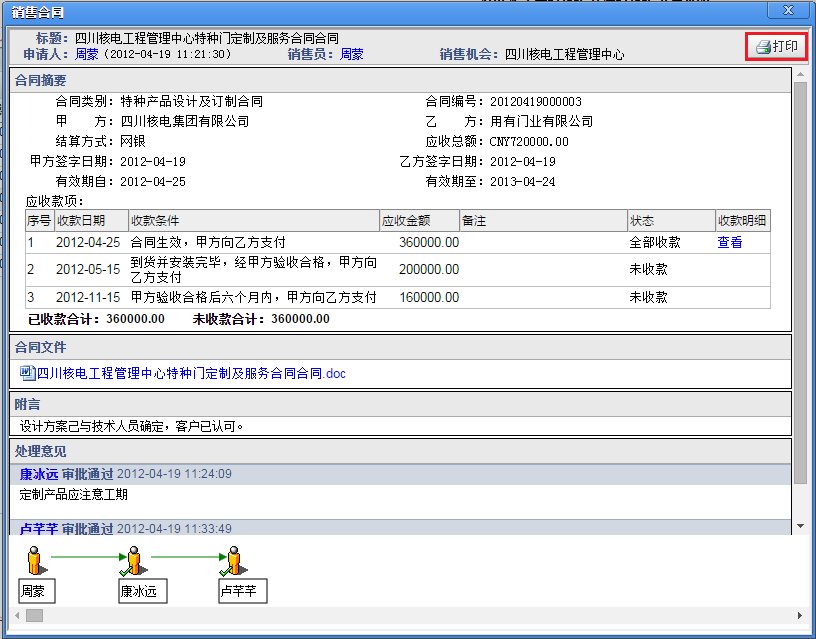 销售合同
标题: 四川核电工程管理中心特种门定制及服务合同合同
申请人: 周蒙 (2012-04-19 11:21:30) 销售员: 周蒙 销售机会: 四川核电工程管理中心
打印
合同摘要
合同类别: 特种产品设计及订制合同 合同编号: 20120419000003
甲 方: 四川核电集团有限公司 乙 方: 用有门业有限公司
结算方式: 网银 应收总额: CNY720000.00
甲方签字日期: 2012-04-19 乙方签字日期: 2012-04-19
有效期自: 2012-04-25 有效期至: 2013-04-24
应收款项:
序号 收款日期 收款条件 应收金额 备注 状态 收款明细
1 2012-04-25 合同生效，甲方向乙方支付 360000.00 全部收款 查看
2 2012-05-15 到货并安装完毕，经甲方验收合格，甲方向
乙方支付 200000.00 未收款
3 2012-11-15 甲方验收合格后六个月内，甲方向乙方支付 160000.00 未收款
已收款合计: 360000.00 未收款合计: 360000.00
合同文件
四川核电工程管理中心特种门定制及服务合同合同.doc
附言
设计方案己与技术人员确定，客户已认可。
处理意见
康冰远 审批通过 2012-04-19 11:24:09
定制产品应注意工期
卢芊芊 审批通过 2012-04-19 11:33:49
周蒙 康冰远 卢芊芊